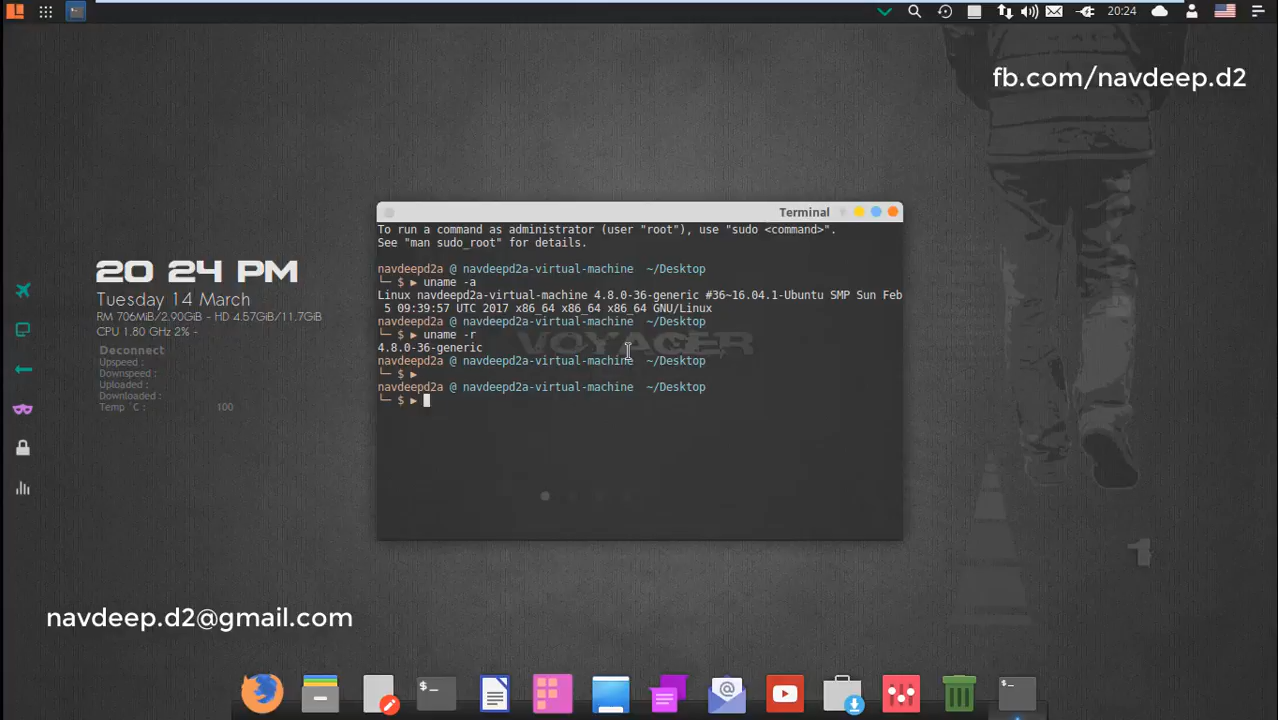 20:24
fb.com/navdeep.d2
Terminal
To run a command as administrator (user "root"), use "sudo <command>".
See "man sudo_root" for details.
navdeepd2a @ navdeepd2a-virtual-machine ~/Desktop
└─ $ ▶ uname -a
Linux navdeepd2a-virtual-machine 4.8.0-36-generic #36~16.04.1-Ubuntu SMP Sun Feb
5 09:39:57 UTC 2017 x86_64 x86_64 x86_64 GNU/Linux
navdeepd2a @ navdeepd2a-virtual-machine ~/Desktop
└─ $ ▶ uname -r
4.8.0-36-generic
navdeepd2a @ navdeepd2a-virtual-machine ~/Desktop
└─ $ ▶
navdeepd2a @ navdeepd2a-virtual-machine ~/Desktop
└─ $ ▶
VOYAGER
20 24 PM
Tuesday 14 March
RM 706MiB/2.90GiB - HD 4.57GiB/11.7GiB
CPU 1.80 GHz 2% -
Deconnect
Upspeed :
Downspeed :
Uploaded :
Downloaded :
Temp °C : 100
1
navdeep.d2@gmail.com
$_
@
$_